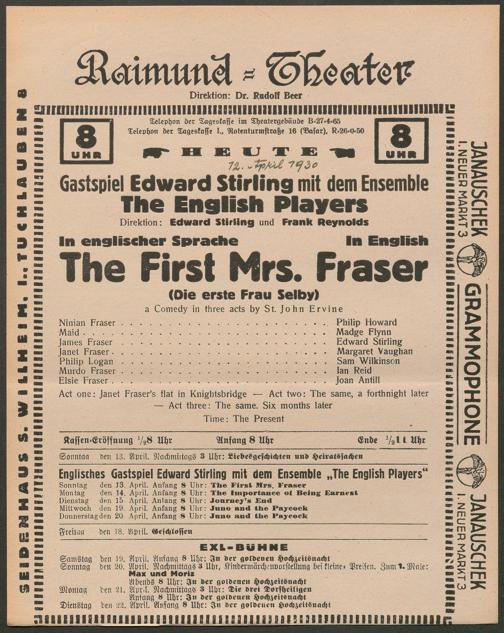 Raimund = Theater
Direktion: Dr. Rudolf Beer
8 UHR
Telephon der Tageskasse im Theatergebäude B-27-4-65
Telephon der Tageskasse I., Rotenturmstraße 16 (Basar), R-26-0-50
HEUTE
8 UHR
12. April 1930
Gastspiel Edward Stirling mit dem Ensemble
The English Players
Direktion: Edward Stirling und Frank Reynolds
In englischer Sprache In English
The First Mrs. Fraser
(Die erste Frau Selby)
a Comedy in three acts by St. John Ervine
Ninian Fraser . . . Philip Howard
Maid . . . Madge Flynn
James Fraser . . . Edward Stirling
Janet Fraser . . . Margaret Vaughan
Philip Logan . . . Sam Wilkinson
Murdo Fraser . . . Ian Reid
Elsie Fraser . . . Joan Antill
Act one: Janet Fraser's flat in Knightsbridge — Act two: The same, a fortnight later
— Act three: The same. Six months later
Time: The Present
Kassen-Eröffnung 1/28 Uhr Anfang 8 Uhr Ende 1/211 Uhr
Sonntag den 13. April. Nachmittags 3 Uhr: Liebesgeschichten und Heiratssachen
Englisches Gastspiel Edward Stirling mit dem Ensemble „The English Players"
Sonntag den 13. April. Anfang 8 Uhr: The First Mrs. Fraser
Montag den 14. April. Anfang 8 Uhr: The Importance of Being Earnest
Dienstag den 15 April. Anfang 8 Uhr: Journey's End
Mittwoch den 19. April. Anfang 8 Uhr: Juno and the Paycock
Donnerstag den 20 April. Anfang 8 Uhr: Juno and the Paycock
Freitag den 18. April. Geschlossen
EXL-BÜHNE
Samstag den 19. April. Anfang 8 Uhr: In der goldenen Hochzeitsnacht
Sonntag den 20. April. Nachmittags 3 Uhr, Kindermärchenvorstellung bei kleinen Preisen. Zum 1. Male:
Max und Moriz
Abends 8 Uhr: In der goldenen Hochzeitsnacht
Montag den 21. April. Nachmittags 3 Uhr: Die drei Dorfheiligen
Anfang 8 Uhr: In der goldenen Hochzeitsnacht
Dienstag den 22. April. Anfang 8 Uhr: In der goldenen Hochzeitsnacht
SEIDENHAUS S. WILLHEIM, I., TUCHLAUBEN 8
JANAUSCHEK
I. NEUER MARKT 3
GRAMMOPHONE
JANAUSCHEK
I. NEUER MARKT 3